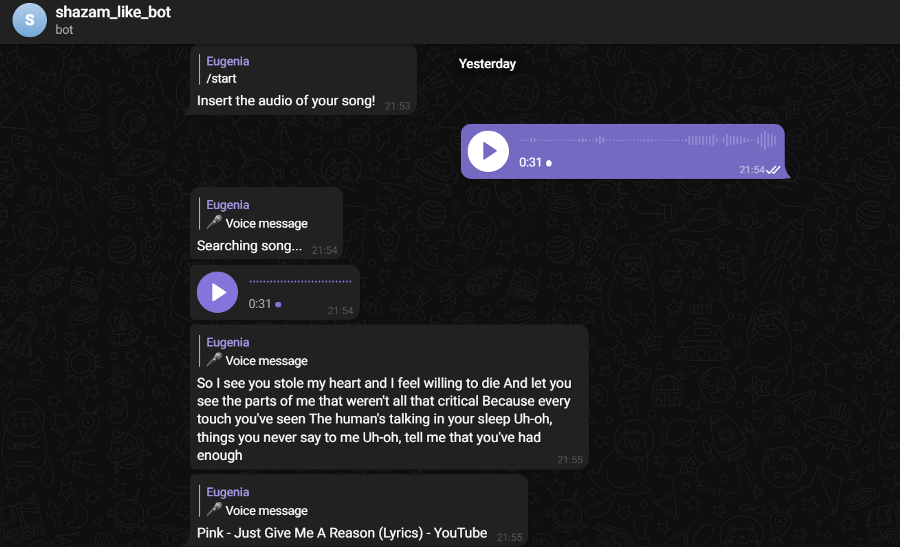 S
shazam_like_bot
bot
Eugenia
/start
Insert the audio of your song! 21:53
Yesterday
0:31
21:54
Eugenia
Voice message
Searching song... 21:54
0:31
21:54
Eugenia
Voice message
So I see you stole my heart and I feel willing to die And let you
see the parts of me that weren't all that critical Because every
touch you've seen The human's talking in your sleep Uh-oh,
things you never say to me Uh-oh, tell me that you've had
enough
21:55
Eugenia
Voice message
Pink - Just Give Me A Reason (Lyrics) - YouTube 21:55